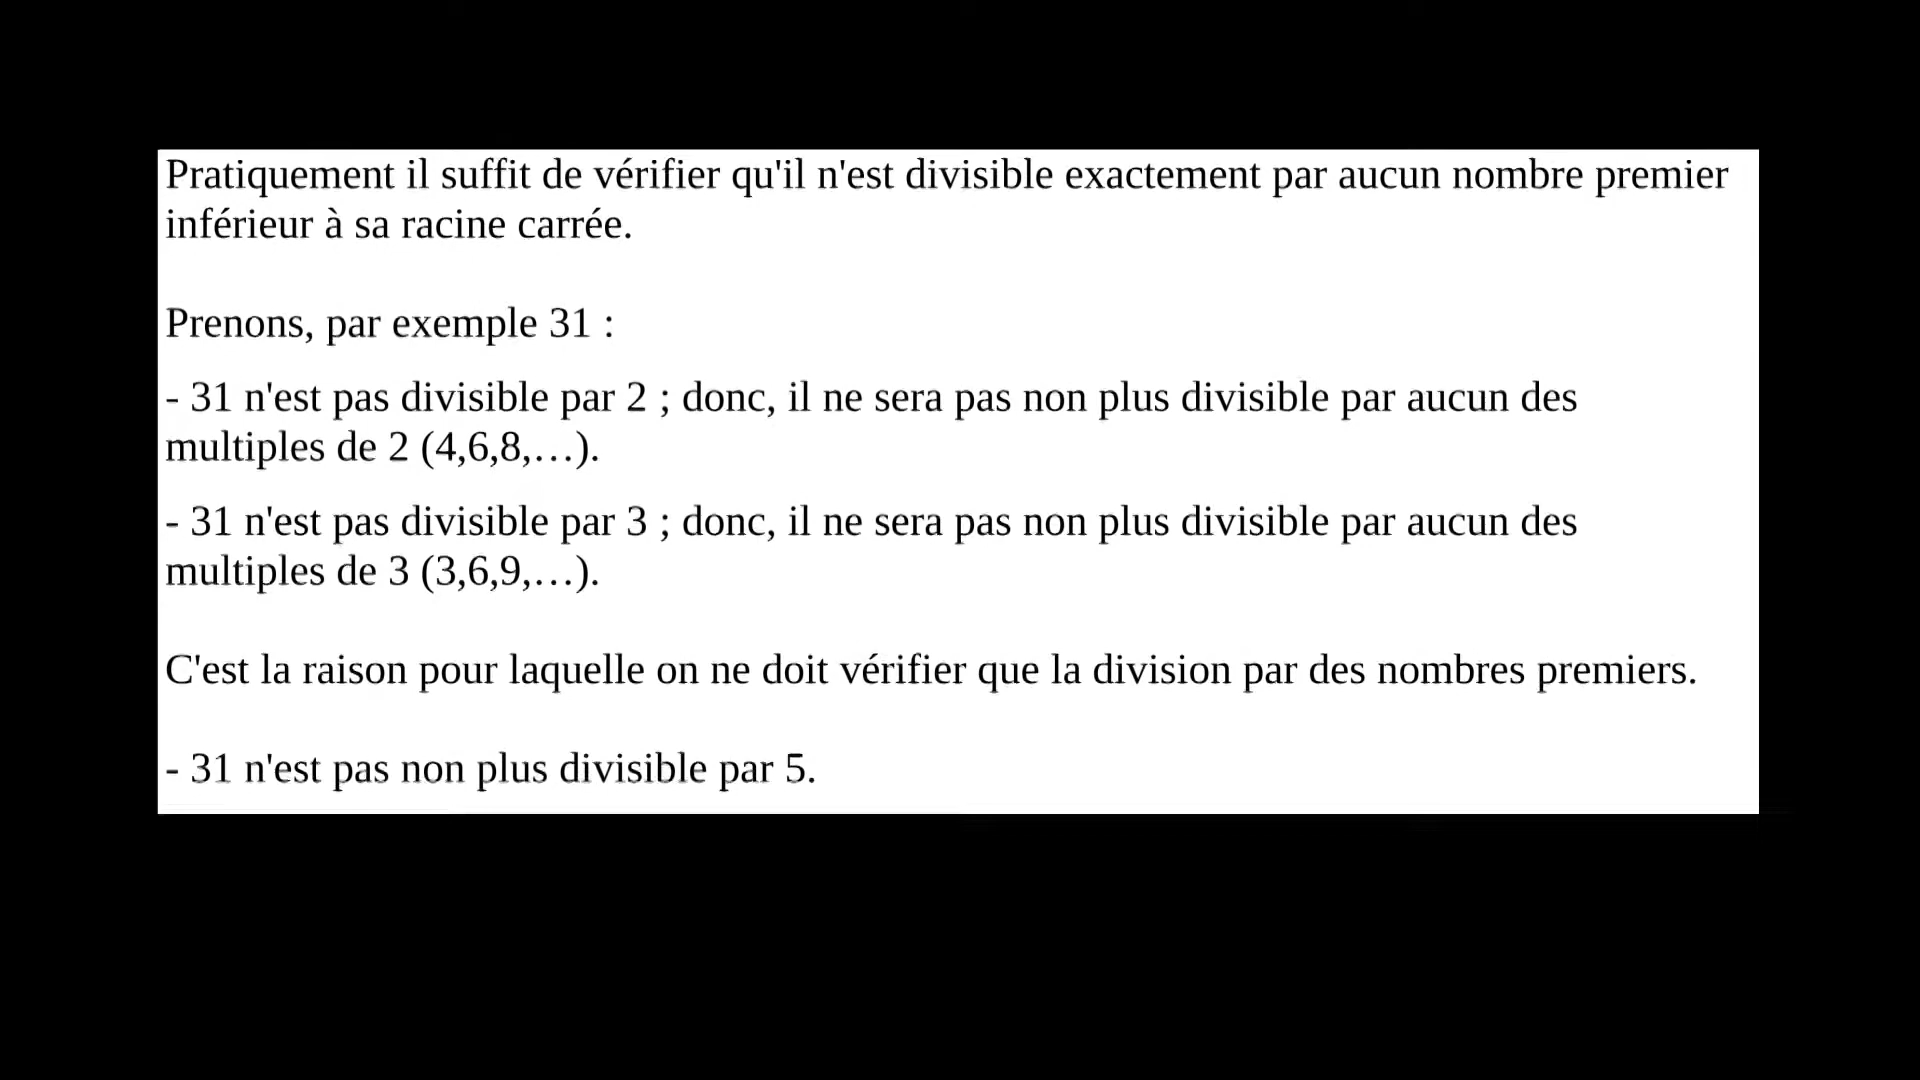 Pratiquement il suffit de vérifier qu'il n'est divisible exactement par aucun nombre premier
inférieur à sa racine carrée.
Prenons, par exemple 31 :
- 31 n'est pas divisible par 2 ; donc, il ne sera pas non plus divisible par aucun des
multiples de 2 (4,6,8,…).
- 31 n'est pas divisible par 3 ; donc, il ne sera pas non plus divisible par aucun des
multiples de 3 (3,6,9,…).
C'est la raison pour laquelle on ne doit vérifier que la division par des nombres premiers.
- 31 n'est pas non plus divisible par 5.